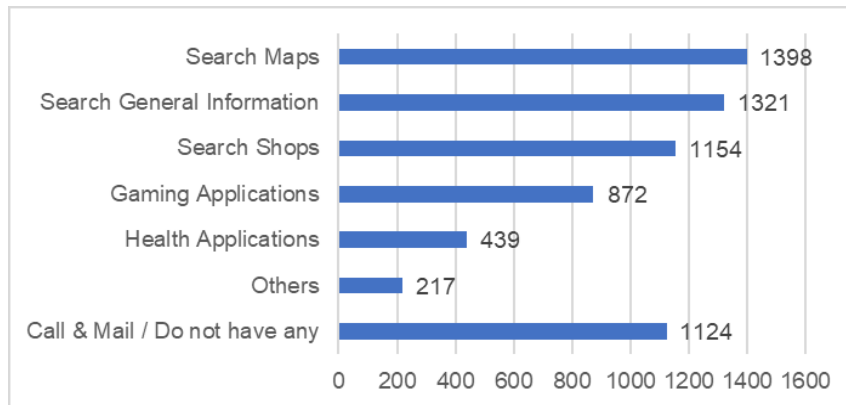 Search Maps 1398
Search General Information 1321
Search Shops 1154
Gaming Applications 872
Health Applications 439
Others 217
Call & Mail / Do not have any 1124
0 200 400 600 800 1000 1200 1400 1600